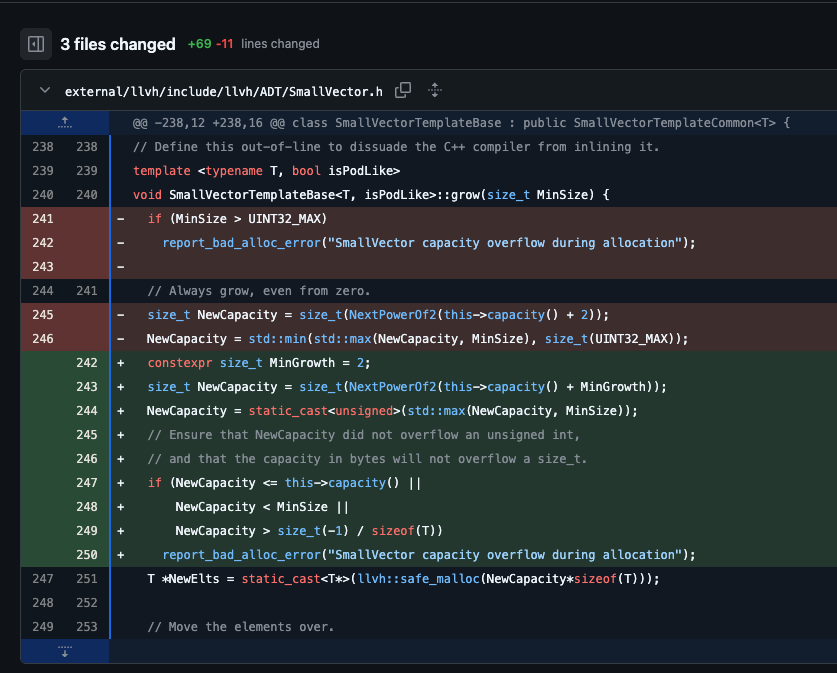 3 files changed +69 -11 lines changed
external/llvh/include/llvh/ADT/SmallVector.h
@@ -238,12 +238,16 @@ class SmallVectorTemplateBase : public SmallVectorTemplateCommon<T> {
238 238 // Define this out-of-line to dissuade the C++ compiler from inlining it.
239 239 template <typename T, bool isPodLike>
240 240 void SmallVectorTemplateBase<T, isPodLike>::grow(size_t MinSize) {
241 - if (MinSize > UINT32_MAX)
242 - report_bad_alloc_error("SmallVector capacity overflow during allocation");
243 -
244 241 // Always grow, even from zero.
245 - size_t NewCapacity = size_t(NextPowerOf2(this->capacity() + 2));
246 - NewCapacity = std::min(std::max(NewCapacity, MinSize), size_t(UINT32_MAX));
242 + constexpr size_t MinGrowth = 2;
243 + size_t NewCapacity = size_t(NextPowerOf2(this->capacity() + MinGrowth));
244 + NewCapacity = static_cast<unsigned>(std::max(NewCapacity, MinSize));
245 + // Ensure that NewCapacity did not overflow an unsigned int,
246 + // and that the capacity in bytes will not overflow a size_t.
247 + if (NewCapacity <= this->capacity() ||
248 + NewCapacity < MinSize ||
249 + NewCapacity > size_t(-1) / sizeof(T))
250 + report_bad_alloc_error("SmallVector capacity overflow during allocation");
247 251 T *NewElts = static_cast<T*>(llvh::safe_malloc(NewCapacity*sizeof(T)));
248 252
249 253 // Move the elements over.